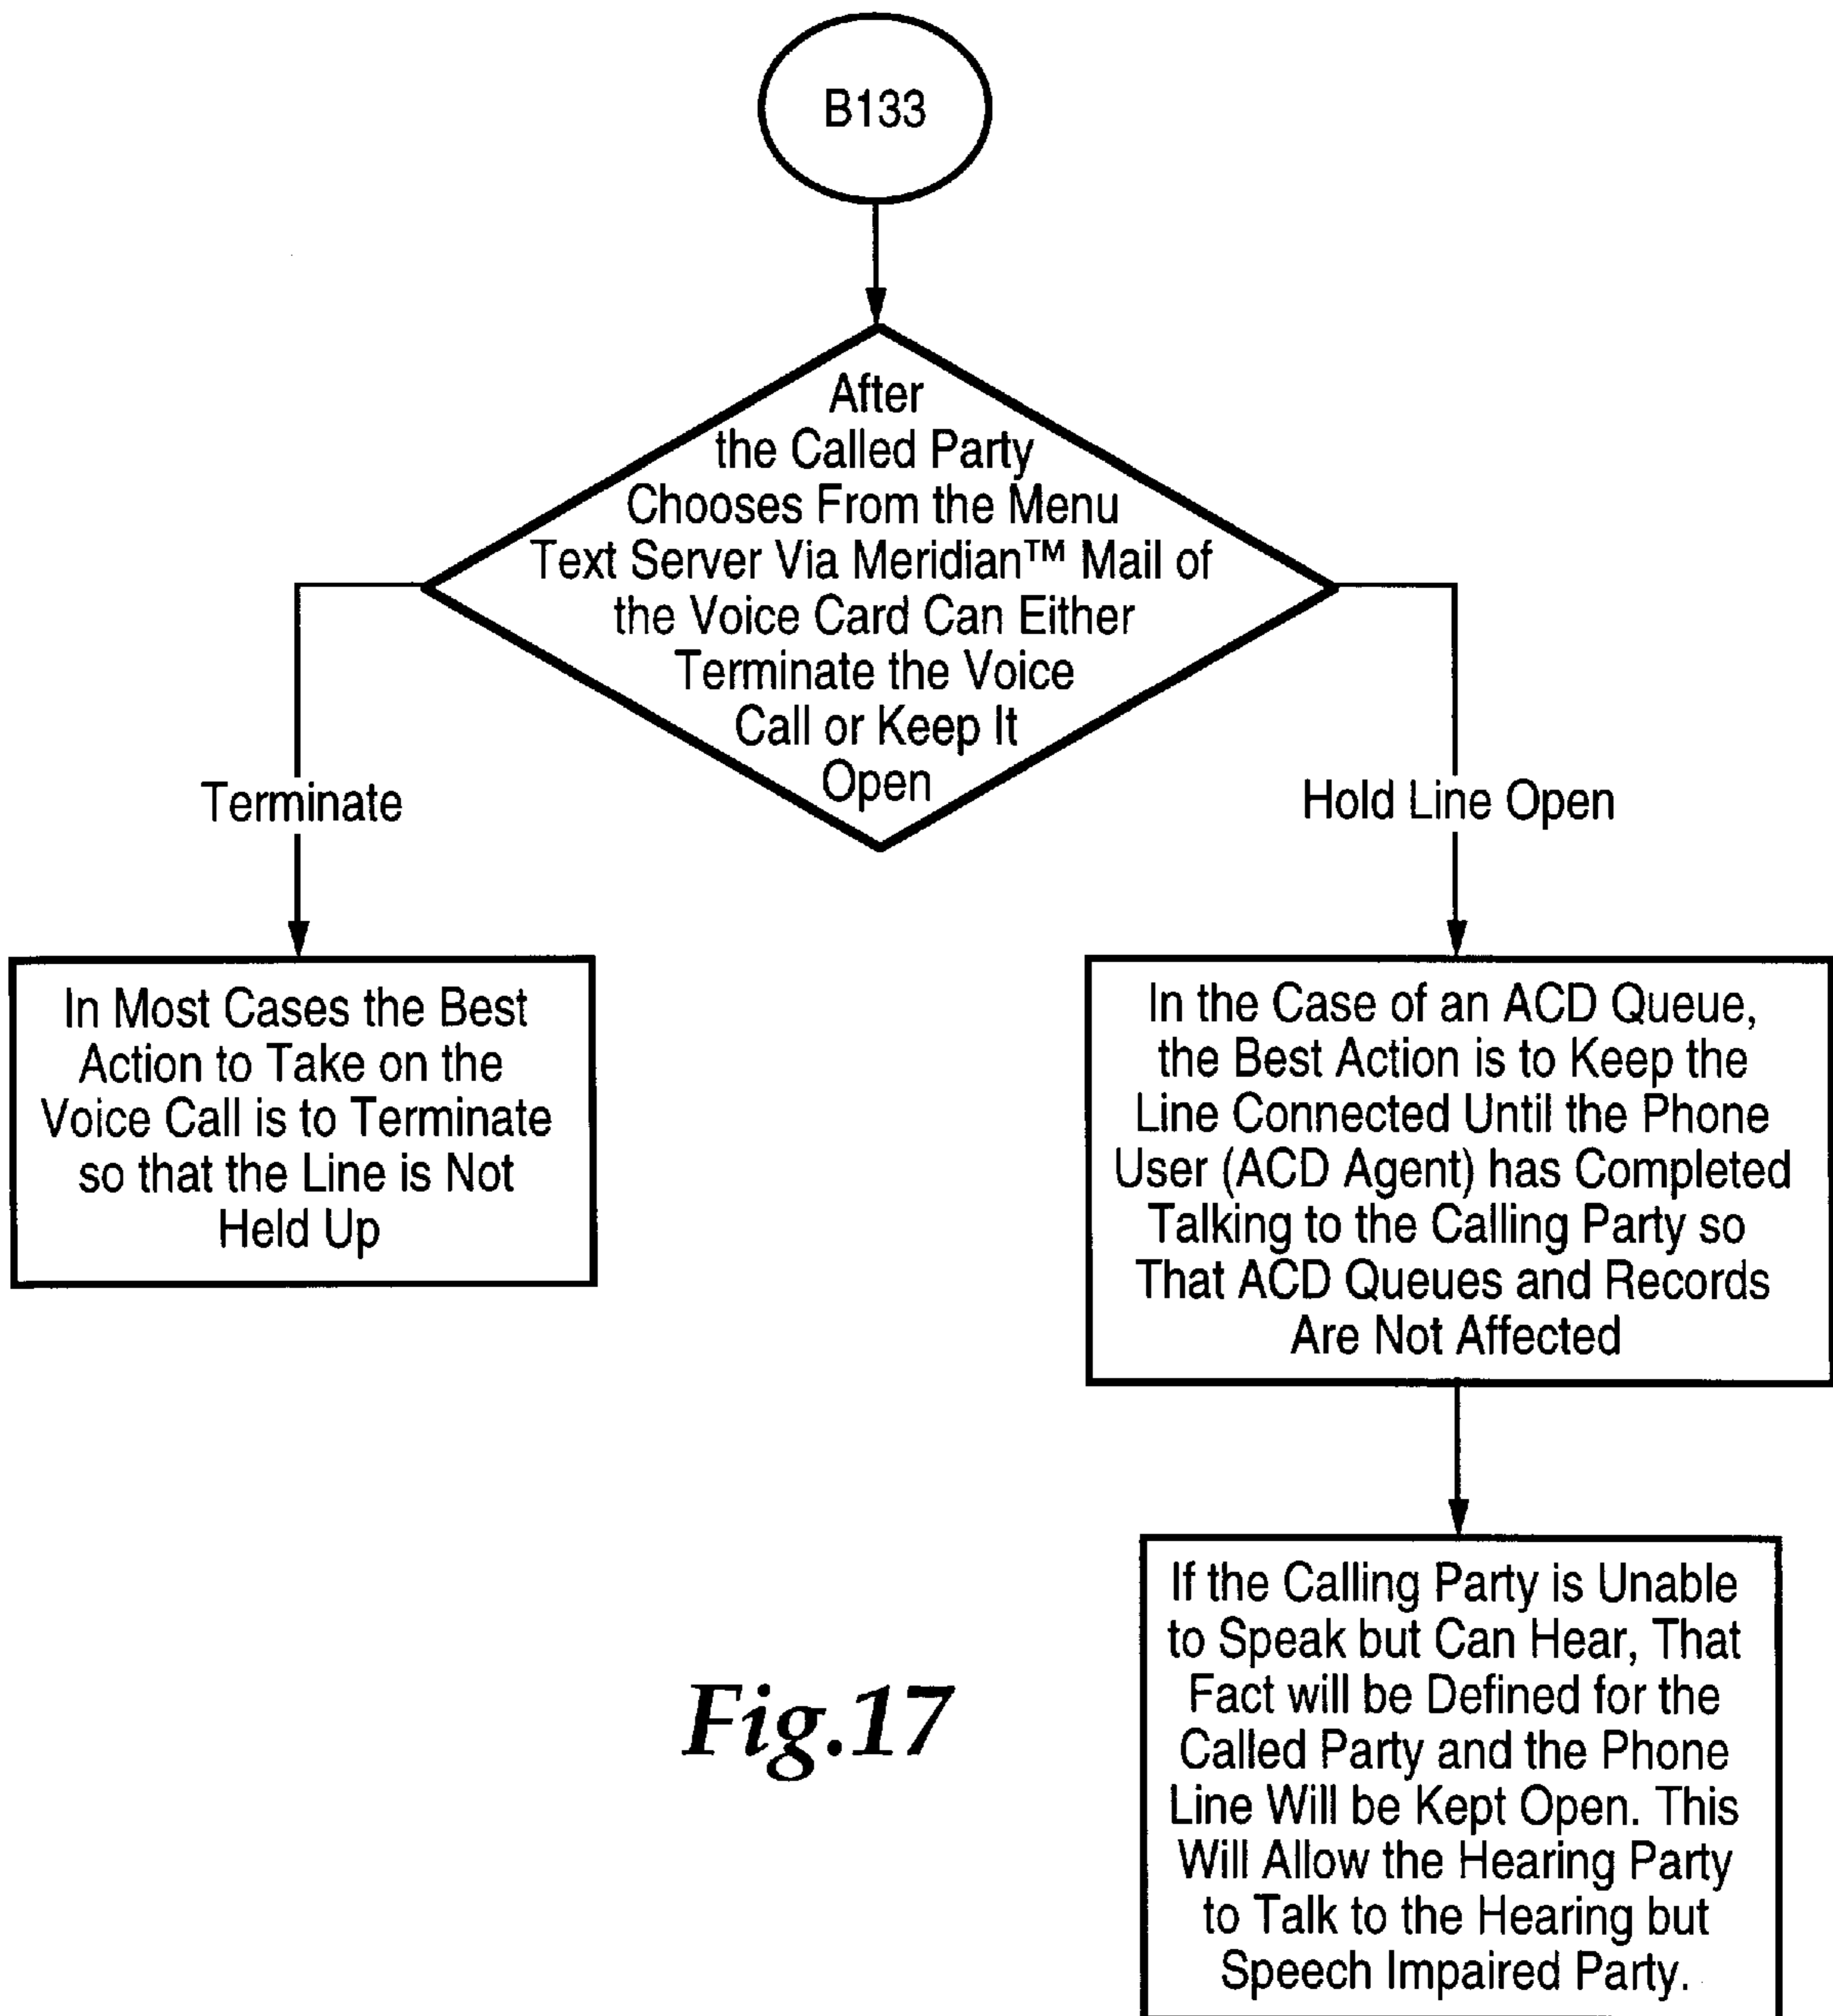 B133
After
the Called Party
Chooses From the Menu
Text Server Via Meridian™ Mail of
the Voice Card Can Either
Terminate the Voice
Call or Keep It
Open
Terminate
Hold Line Open
In Most Cases the Best
Action to Take on the
Voice Call is to Terminate
so that the Line is Not
Held Up
In the Case of an ACD Queue,
the Best Action is to Keep the
Line Connected Until the Phone
User (ACD Agent) has Completed
Talking to the Calling Party so
That ACD Queues and Records
Are Not Affected
If the Calling Party is Unable
to Speak but Can Hear, That
Fact will be Defined for the
Called Party and the Phone
Line Will be Kept Open. This
Will Allow the Hearing Party
to Talk to the Hearing but
Speech Impaired Party.
Fig.17